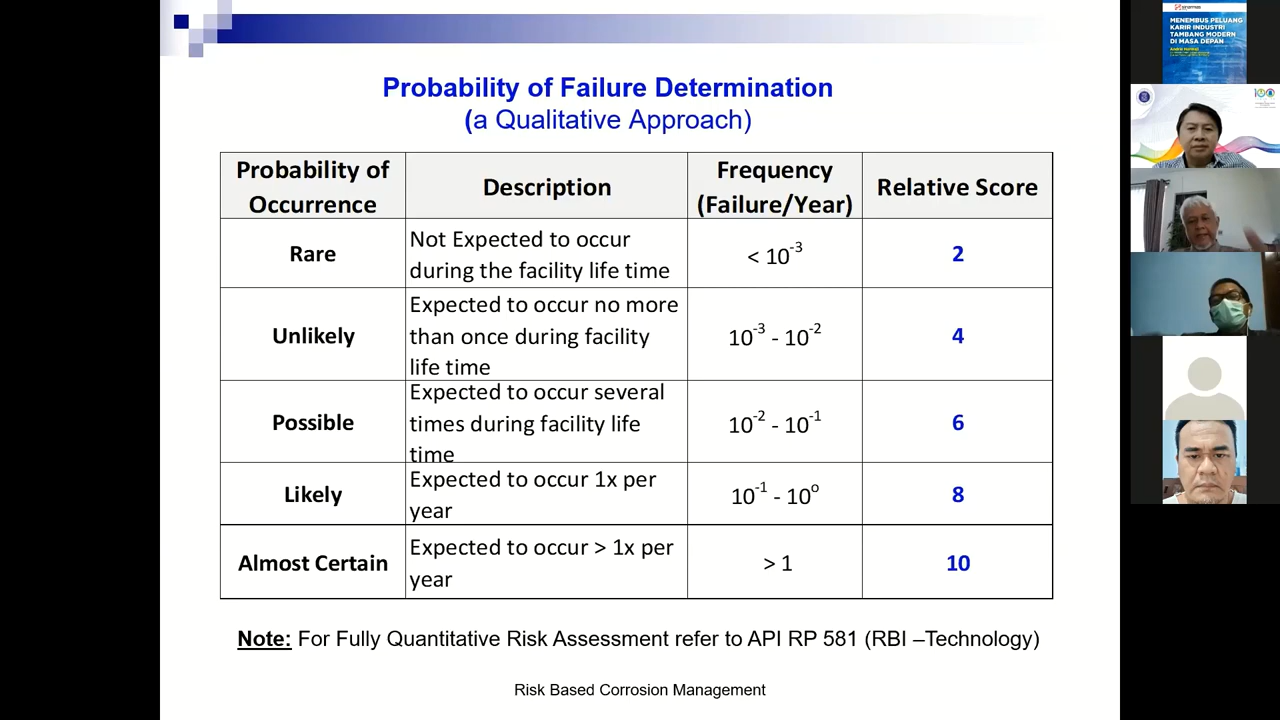 Probability of Failure Determination
(a Qualitative Approach)
Probability of
Occurrence
Description
Frequency
(Failure/Year)
Relative Score
Rare
Not Expected to occur
during the facility life time
< 10⁻³
2
Unlikely
Expected to occur no more
than once during facility
life time
10⁻³ - 10⁻²
4
Possible
Expected to occur several
times during facility life
time
10⁻² - 10⁻¹
6
Likely
Expected to occur 1x per
year
10⁻¹ - 10⁰
8
Almost Certain
Expected to occur > 1x per
year
> 1
10
Note: For Fully Quantitative Risk Assessment refer to API RP 581 (RBI –Technology)
Risk Based Corrosion Management
sinarmas
MENEMBUS PELUANG
KARIR INDUSTRI
TAMBANG MODERN
DI MASA DEPAN